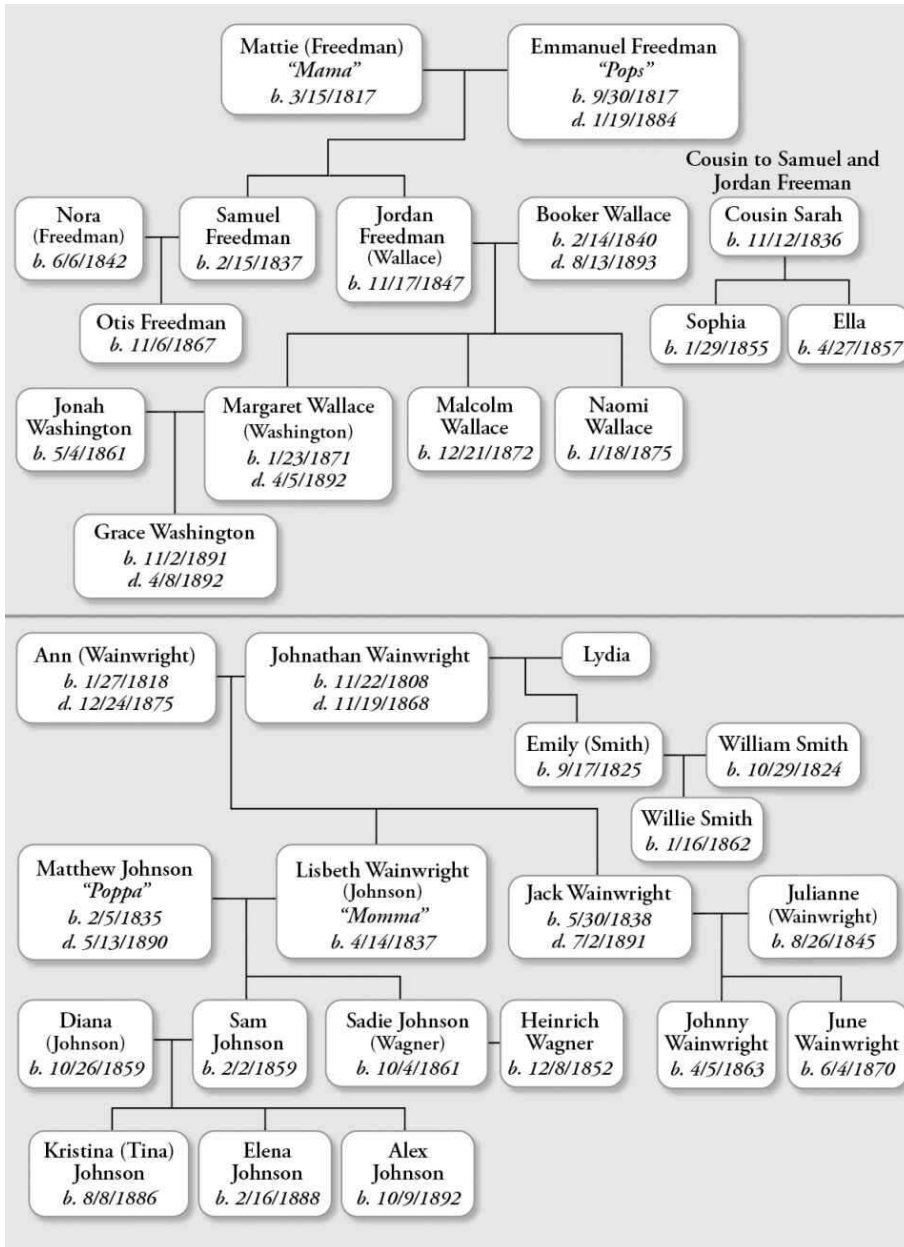 Mattie (Freedman)
“Mama”
b. 3/15/1817
Emmanuel Freedman
“Pops”
b. 9/30/1817
d. 1/19/1884
Cousin to Samuel and
Jordan Freeman
Nora
(Freedman)
b. 6/6/1842
Samuel
Freedman
b. 2/15/1837
Jordan
Freedman
(Wallace)
b. 11/17/1847
Booker Wallace
b. 2/14/1840
d. 8/13/1893
Cousin Sarah
b. 11/12/1836
Otis Freedman
b. 11/6/1867
Sophia
b. 1/29/1855
Ella
b. 4/27/1857
Jonah
Washington
b. 5/4/1861
Margaret Wallace
(Washington)
b. 1/23/1871
d. 4/5/1892
Malcolm
Wallace
b. 12/21/1872
Naomi
Wallace
b. 1/18/1875
Grace Washington
b. 11/2/1891
d. 4/8/1892
Ann (Wainwright)
b. 1/27/1818
d. 12/24/1875
Johnathan Wainwright
b. 11/22/1808
d. 11/19/1868
Lydia
Emily (Smith)
b. 9/17/1825
William Smith
b. 10/29/1824
Willie Smith
b. 1/16/1862
Matthew Johnson
“Poppa”
b. 2/5/1835
d. 5/13/1890
Lisbeth Wainwright
(Johnson)
“Momma”
b. 4/14/1837
Jack Wainwright
b. 5/30/1838
d. 7/2/1891
Julianne
(Wainwright)
b. 8/26/1845
Diana
(Johnson)
b. 10/26/1859
Sam
Johnson
b. 2/2/1859
Sadie Johnson
(Wagner)
b. 10/4/1861
Heinrich
Wagner
b. 12/8/1852
Johnny
Wainwright
b. 4/5/1863
June
Wainwright
b. 6/4/1870
Kristina (Tina)
Johnson
b. 8/8/1886
Elena
Johnson
b. 2/16/1888
Alex
Johnson
b. 10/9/1892